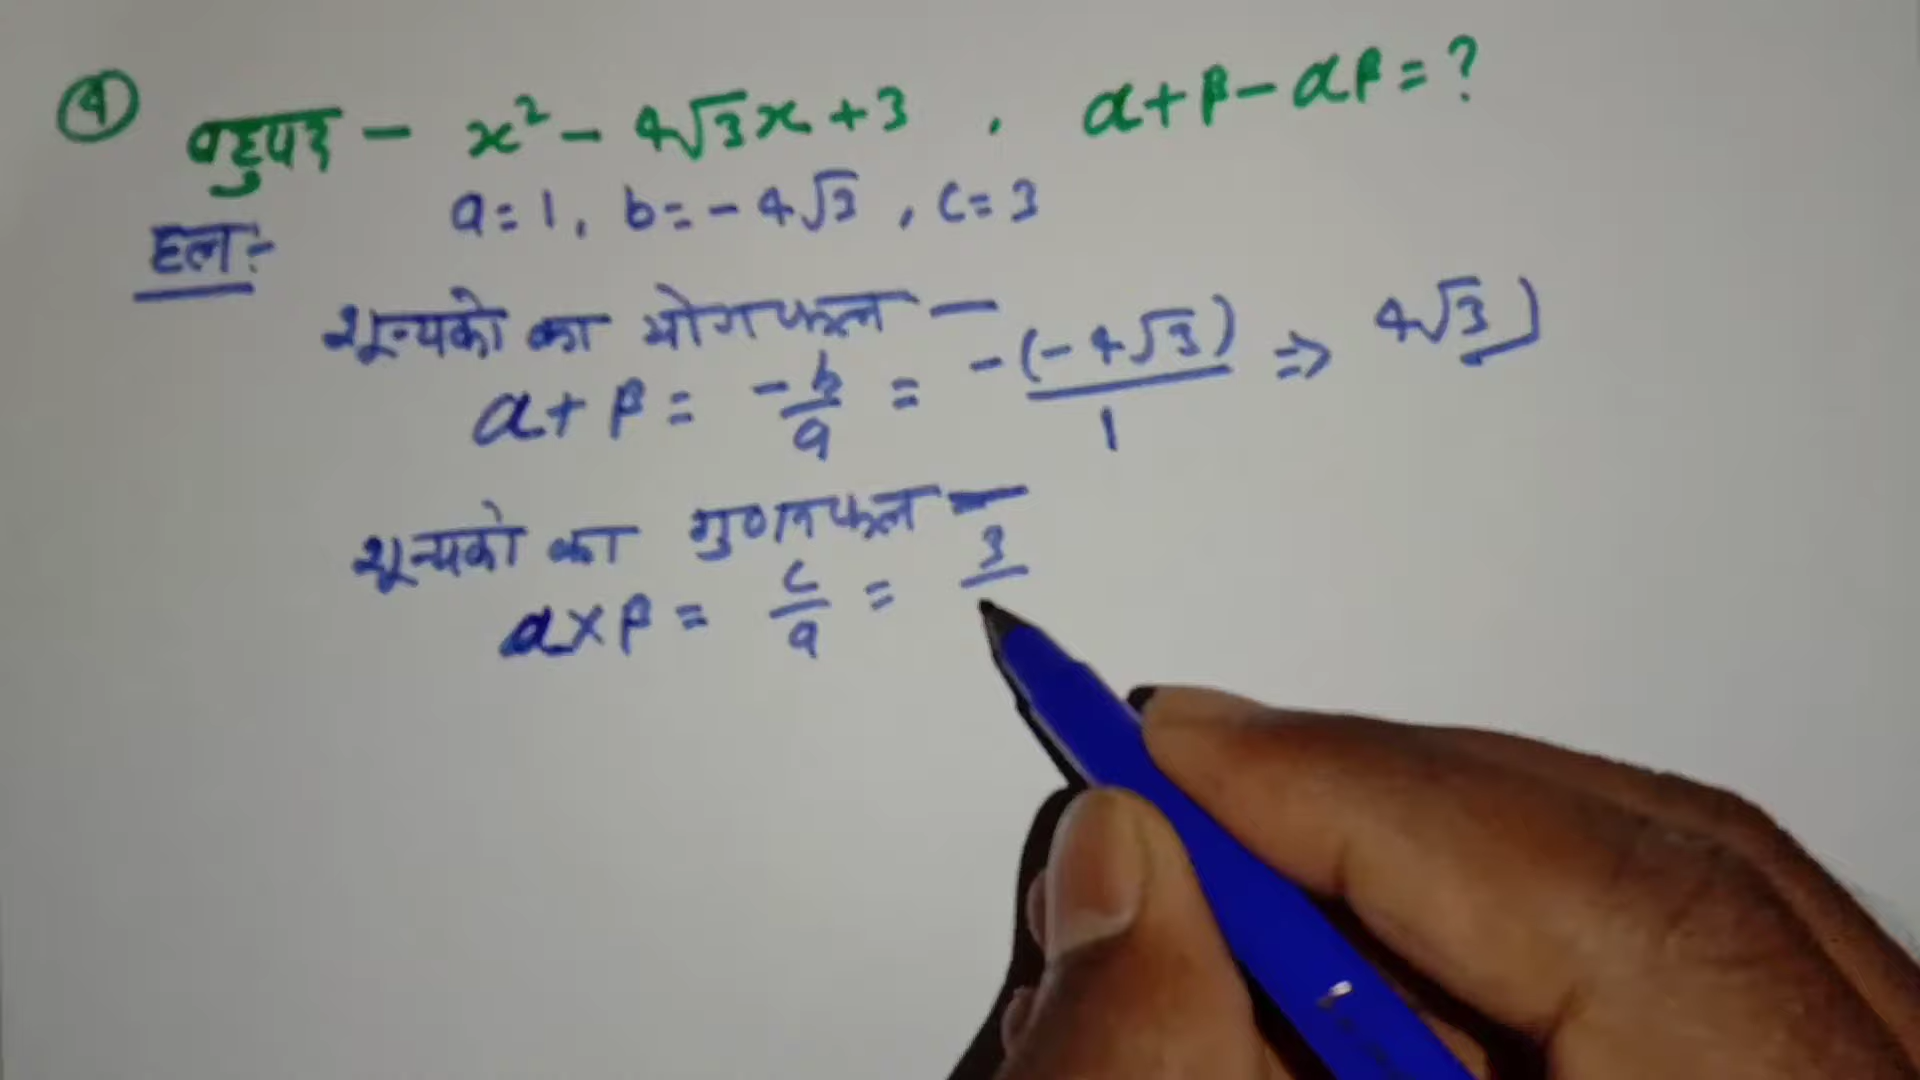 ④ बहुपद - x² - 4√3x + 3 , α+β-αβ=?
a=1, b=-4√3, c=3
हल:-
शून्यको का योगफल -
α+β = -b/a = -(-4√3)/1 ⇒ 4√3
शून्यको का गुणनफल -
α×β = c/a = 3/